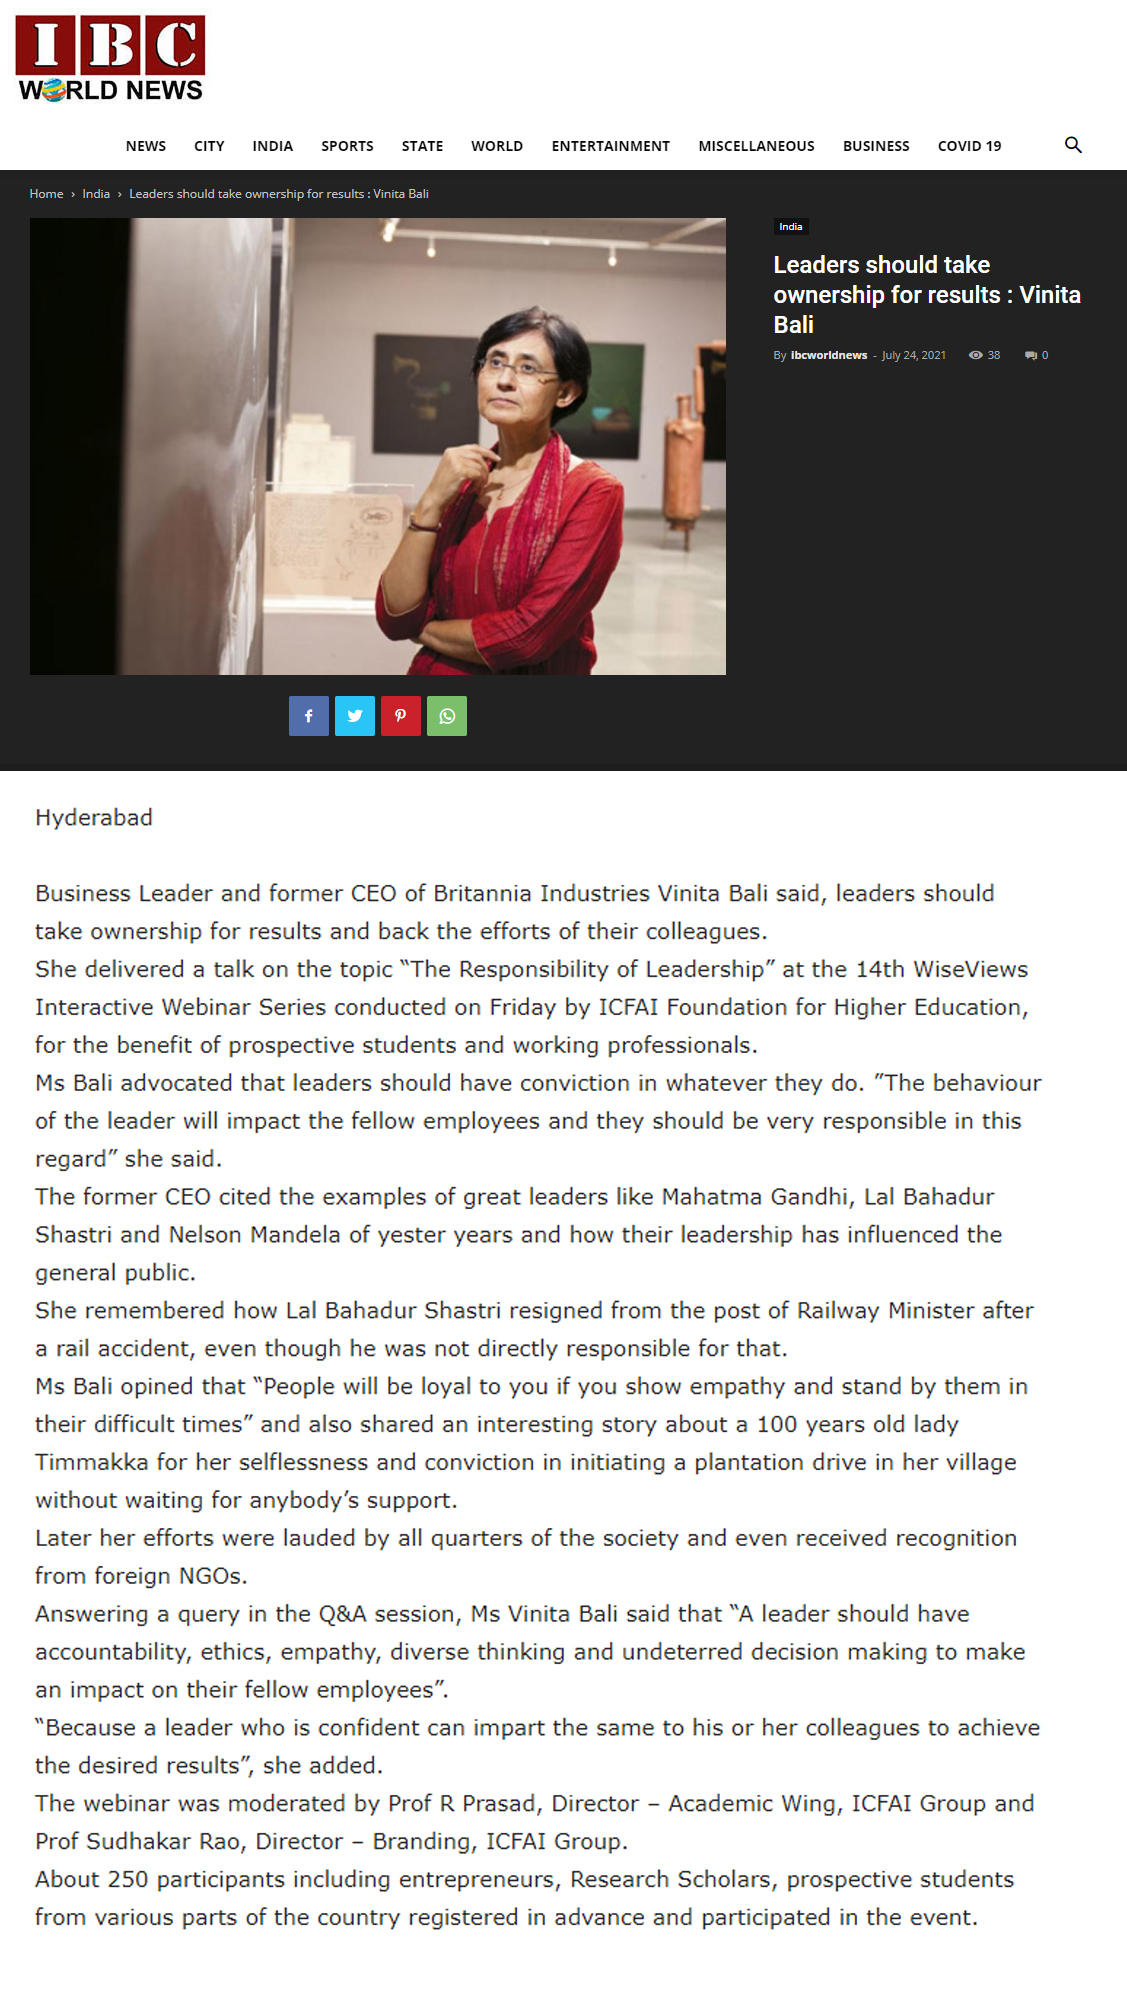 IBC
WORLD NEWS
NEWS CITY INDIA SPORTS STATE WORLD ENTERTAINMENT MISCELLANEOUS BUSINESS COVID 19
Home › India › Leaders should take ownership for results : Vinita Bali
India
Leaders should take
ownership for results : Vinita
Bali
By ibcworldnews - July 24, 2021 38 0
Hyderabad
Business Leader and former CEO of Britannia Industries Vinita Bali said, leaders should
take ownership for results and back the efforts of their colleagues.
She delivered a talk on the topic “The Responsibility of Leadership” at the 14th WiseViews
Interactive Webinar Series conducted on Friday by ICFAI Foundation for Higher Education,
for the benefit of prospective students and working professionals.
Ms Bali advocated that leaders should have conviction in whatever they do. ”The behaviour
of the leader will impact the fellow employees and they should be very responsible in this
regard” she said.
The former CEO cited the examples of great leaders like Mahatma Gandhi, Lal Bahadur
Shastri and Nelson Mandela of yester years and how their leadership has influenced the
general public.
She remembered how Lal Bahadur Shastri resigned from the post of Railway Minister after
a rail accident, even though he was not directly responsible for that.
Ms Bali opined that “People will be loyal to you if you show empathy and stand by them in
their difficult times” and also shared an interesting story about a 100 years old lady
Timmakka for her selflessness and conviction in initiating a plantation drive in her village
without waiting for anybody’s support.
Later her efforts were lauded by all quarters of the society and even received recognition
from foreign NGOs.
Answering a query in the Q&A session, Ms Vinita Bali said that “A leader should have
accountability, ethics, empathy, diverse thinking and undeterred decision making to make
an impact on their fellow employees”.
“Because a leader who is confident can impart the same to his or her colleagues to achieve
the desired results”, she added.
The webinar was moderated by Prof R Prasad, Director – Academic Wing, ICFAI Group and
Prof Sudhakar Rao, Director – Branding, ICFAI Group.
About 250 participants including entrepreneurs, Research Scholars, prospective students
from various parts of the country registered in advance and participated in the event.